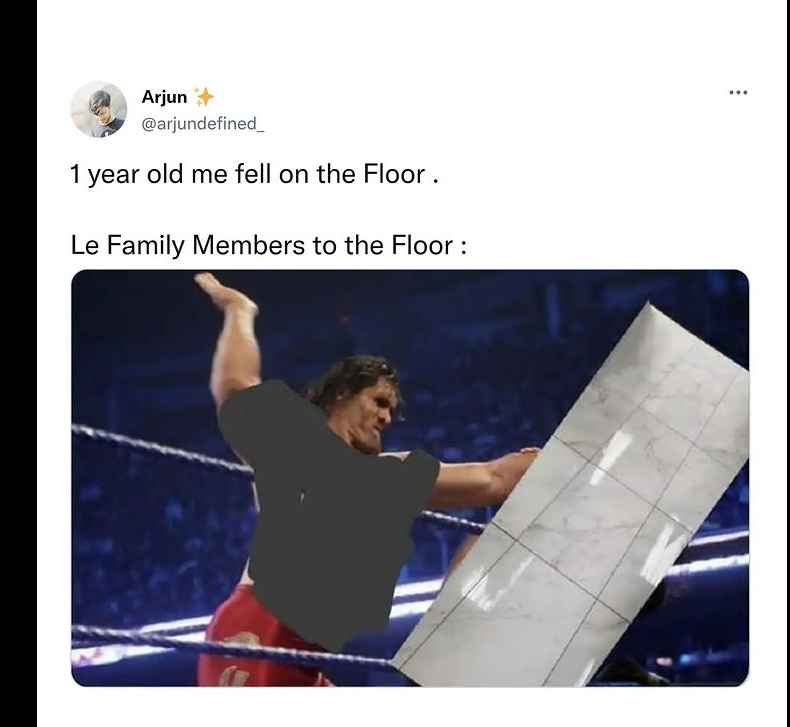 Arjun ✨
@arjundefined_
1 year old me fell on the Floor .
Le Family Members to the Floor :